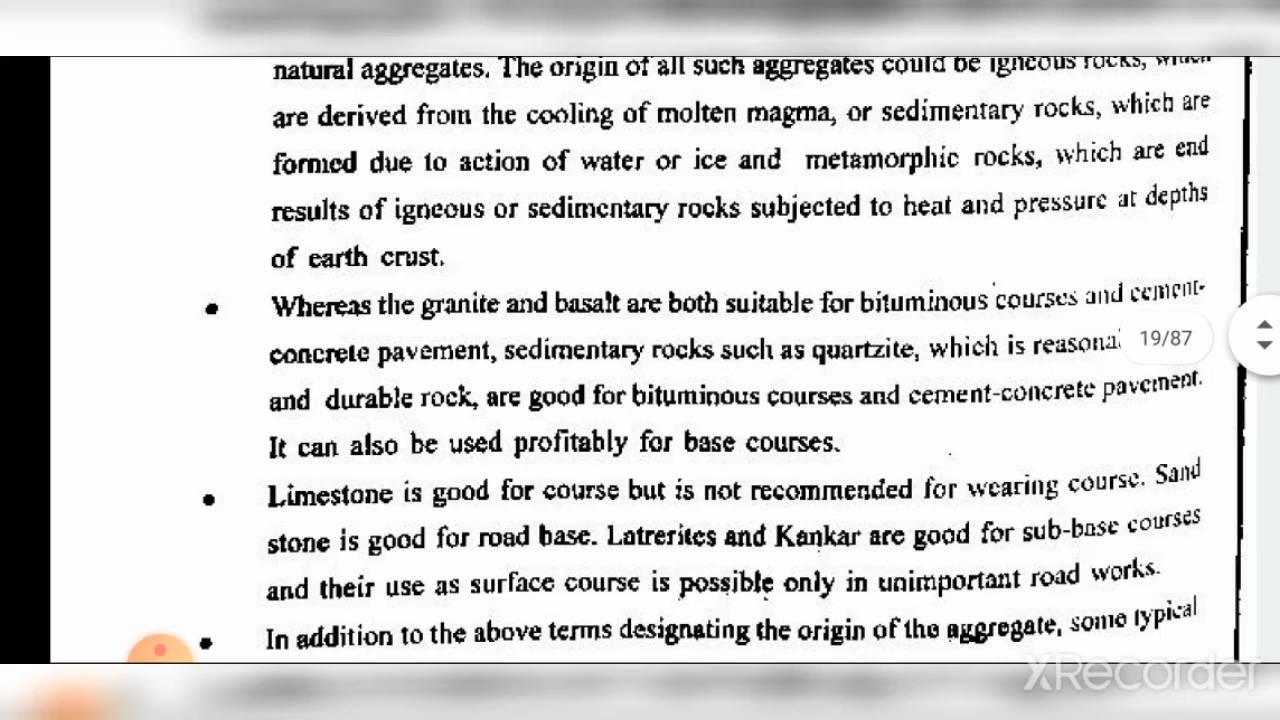 natural aggregates. The origin of all such aggregates could be igneous rocks, which
are derived from the cooling of molten magma, or sedimentary rocks, which are
formed due to action of water or ice and metamorphic rocks, which are end
results of igneous or sedimentary rocks subjected to heat and pressure at depths
of earth crust.
• Whereas the granite and basalt are both suitable for bituminous courses and cement-
concrete pavement, sedimentary rocks such as quartzite, which is reasona
19/87
and durable rock, are good for bituminous courses and cement-concrete pavement.
It can also be used profitably for base courses.
• Limestone is good for course but is not recommended for wearing course. Sand
stone is good for road base. Latrerites and Kankar are good for sub-base courses
and their use as surface course is possible only in unimportant road works.
• In addition to the above terms designating the origin of the aggregate, some typical
XRecorder